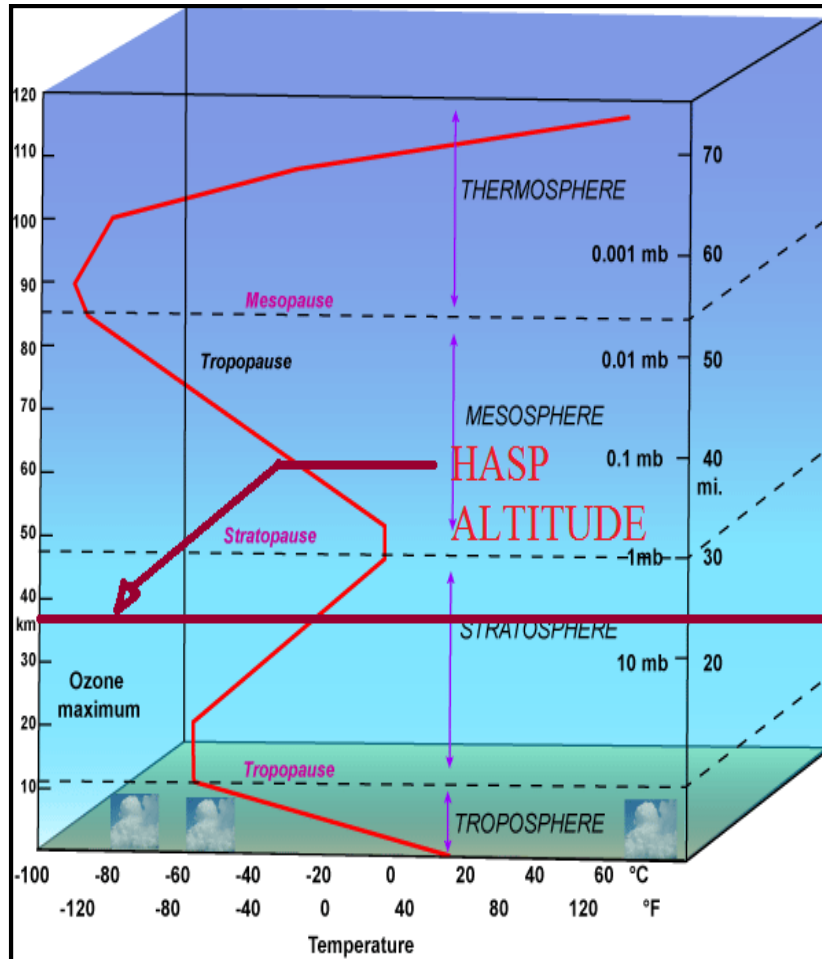 120
110
100
90
80
70
60
50
40
km
30
20
10
70
60
50
40
mi.
30
20
THERMOSPHERE
0.001 mb
Mesopause
Tropopause
0.01 mb
MESOSPHERE
HASP
ALTITUDE
0.1 mb
Stratopause
1mb
STRATOSPHERE
10 mb
Ozone
maximum
Tropopause
TROPOSPHERE
-100 -80 -60 -40 -20 0 20 40 60 °C
-120 -80 -40 0 40 80 120 °F
Temperature